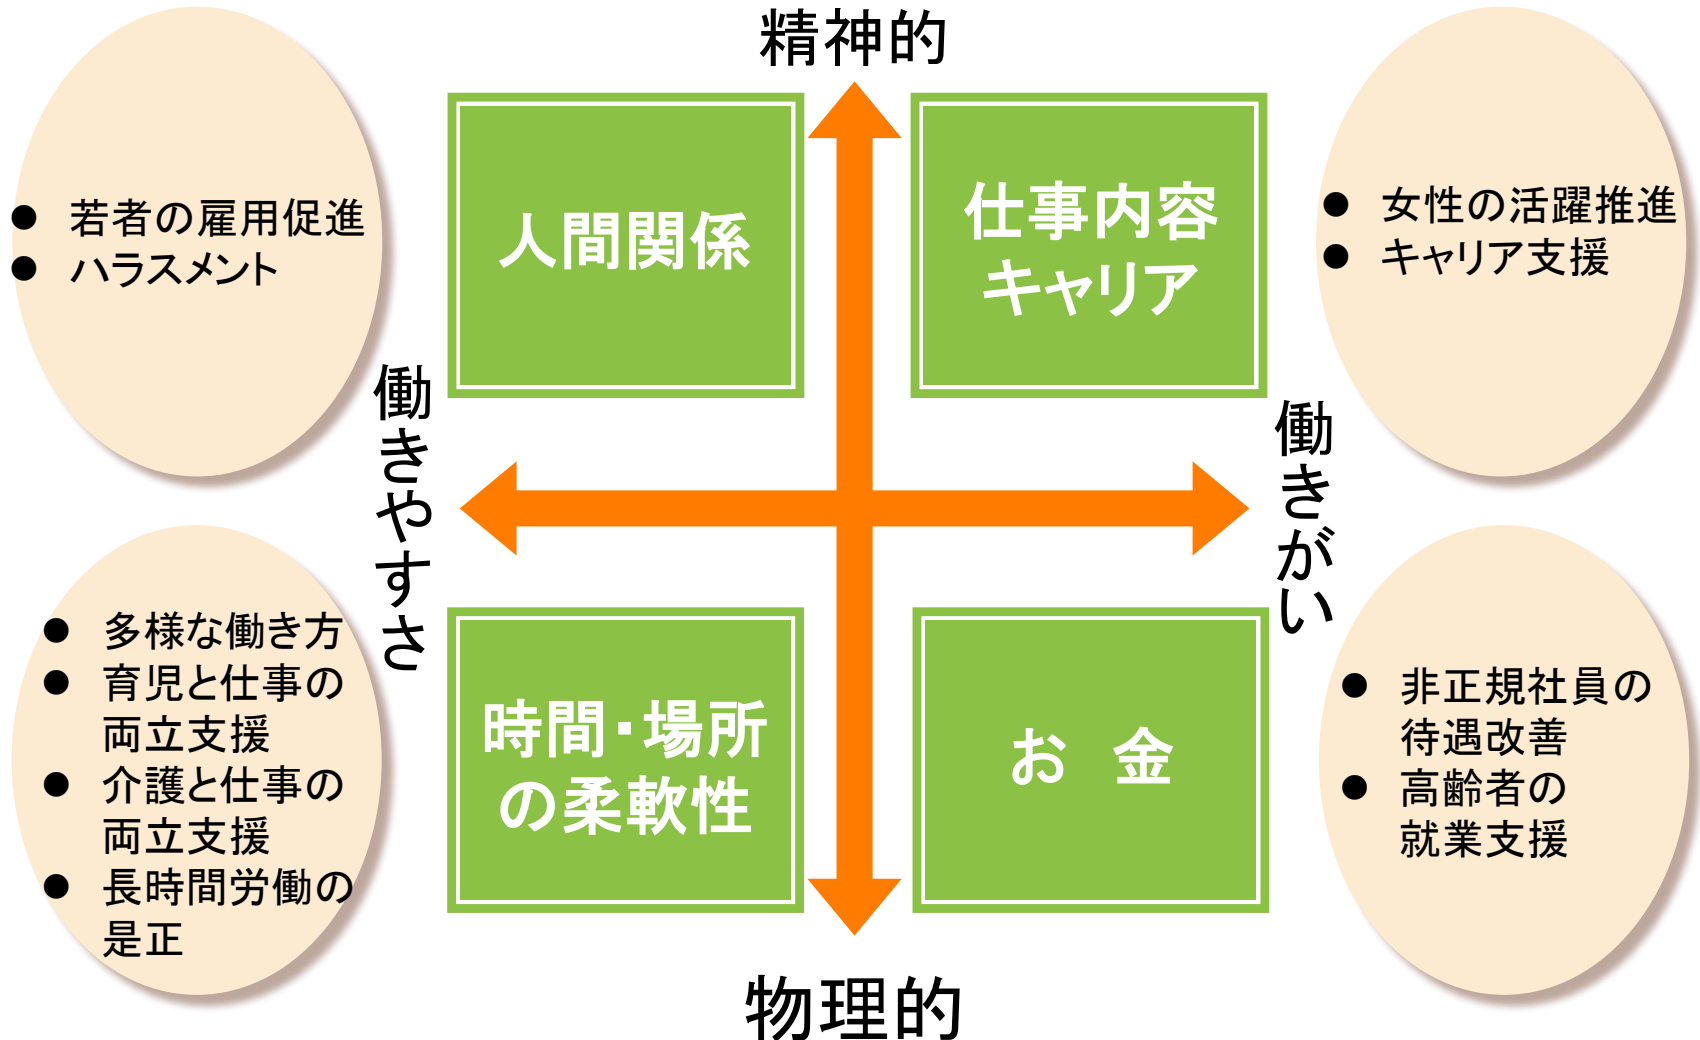 精神的
● 若者の雇用促進
● ハラスメント
人間関係
仕事内容
キャリア
● 女性の活躍推進
● キャリア支援
働きやすさ
働きがい
● 多様な働き方
● 育児と仕事の
両立支援
● 介護と仕事の
両立支援
● 長時間労働の
是正
時間・場所
の柔軟性
お　金
● 非正規社員の
待遇改善
● 高齢者の
就業支援
物理的